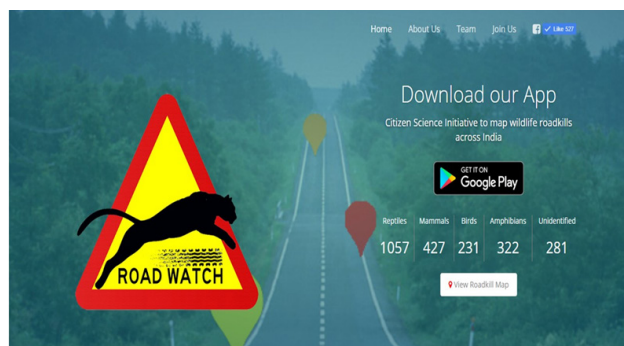 Home About Us Team Join Us Like 527
Download our App
Citizen Science Initiative to map wildlife roadkills
across India
GET IT ON
Google Play
Reptiles Mammals Birds Amphibians Unidentified
1057 427 231 322 281
View Roadkill Map
ROAD WATCH